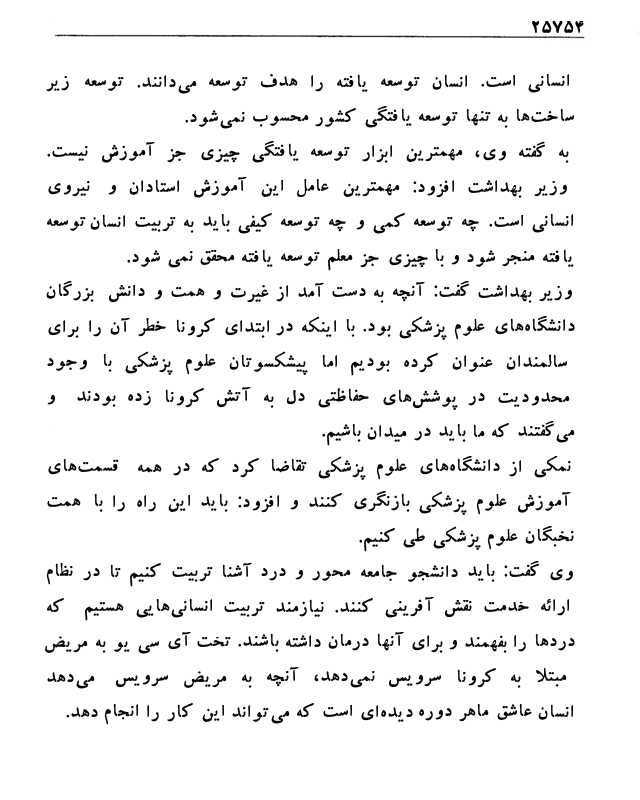 ۲۵۷۵۴
انسانی است. انسان توسعه یافته را هدف توسعه می‌دانند. توسعه زیر
ساخت‌ها به تنها توسعه یافتگی کشور محسوب نمی‌شود.
به گفته وی، مهمترین ابزار توسعه یافتگی چیزی جز آموزش نیست.
وزیر بهداشت افزود: مهمترین عامل این آموزش استادان و نیروی
انسانی است. چه توسعه کمی و چه توسعه کیفی باید به تربیت انسان توسعه
یافته منجر شود و با چیزی جز معلم توسعه یافته محقق نمی شود.
وزیر بهداشت گفت: آنچه به دست آمد از غیرت و همت و دانش بزرگان
دانشگاه‌های علوم پزشکی بود. با اینکه در ابتدای کرونا خطر آن را برای
سالمندان عنوان کرده بودیم اما پیشکسوتان علوم پزشکی با وجود
محدودیت در پوشش‌های حفاظتی دل به آتش کرونا زده بودند و
می‌گفتند که ما باید در میدان باشیم.
نمکی از دانشگاه‌های علوم پزشکی تقاضا کرد که در همه قسمت‌های
آموزش علوم پزشکی بازنگری کنند و افزود: باید این راه را با همت
نخبگان علوم پزشکی طی کنیم.
وی گفت: باید دانشجو جامعه محور و درد آشنا تربیت کنیم تا در نظام
ارائه خدمت نقش آفرینی کنند. نیازمند تربیت انسانی‌هایی هستیم که
دردها را بفهمند و برای آنها درمان داشته باشند. تخت آی سی یو به مریض
مبتلا به کرونا سرویس نمی‌دهد، آنچه به مریض سرویس می‌دهد
انسان عاشق ماهر دوره دیده‌ای است که می‌تواند این کار را انجام دهد.